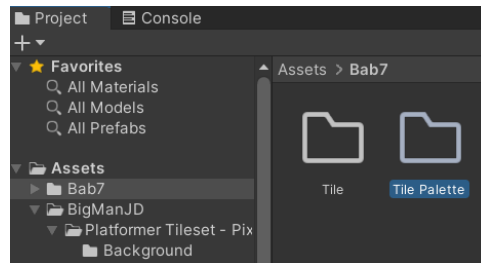 Project Console
Favorites
All Materials
All Models
All Prefabs
Assets
Bab7
BigManJD
Platformer Tileset - Pix
Background
Assets > Bab7
Tile
Tile Palette